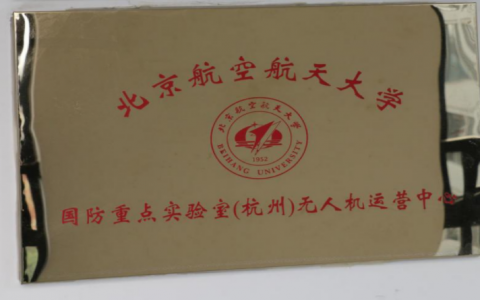 北京航空航天大学
北京航空航天大学
1952
BEIHANG UNIVERSITY
国防重点实验室(杭州)无人机运营中心